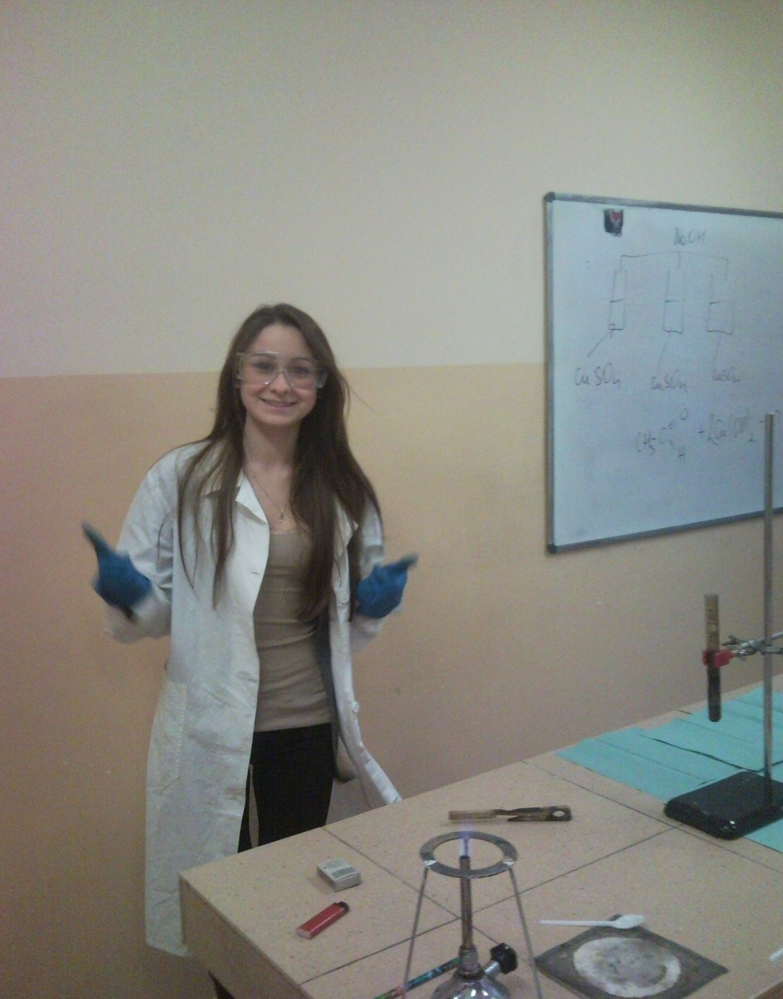 NaOH
CuSO₄ CuSO₄ CuSO₄
O
CH₃-C + 2Cu(OH)₂ +
H